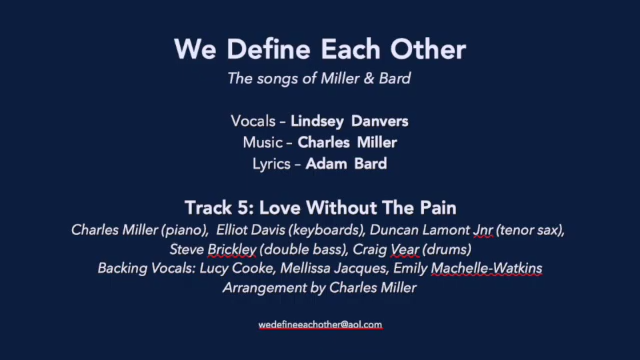 We Define Each Other
The songs of Miller & Bard
Vocals – Lindsey Danvers
Music – Charles Miller
Lyrics – Adam Bard
Track 5: Love Without The Pain
Charles Miller (piano), Elliot Davis (keyboards), Duncan Lamont Jnr (tenor sax),
Steve Brickley (double bass), Craig Vear (drums)
Backing Vocals: Lucy Cooke, Mellissa Jacques, Emily Machelle-Watkins
Arrangement by Charles Miller
wedefineeachother@aol.com